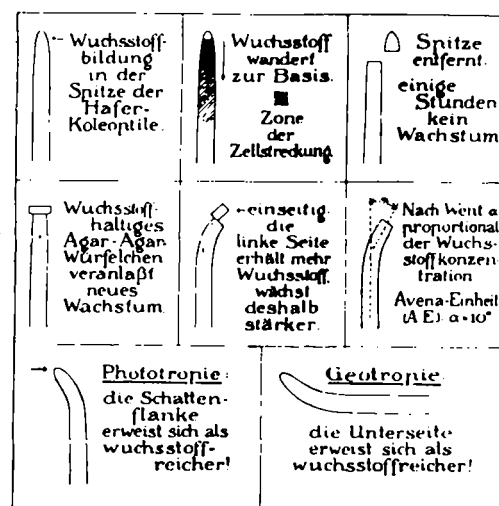 Wuchsstoff-
bildung
in der
Spitze der
Hafer-
Koleoptile.
Wuchsstoff
wandert
zur Basis.
Zone
der
Zellstreckung
Spitze
entfernt.
einige
Stunden
kein
Wachstum
Wuchsstoff-
haltiges
Agar-Agar-
Würfelchen
veranlaßt
neues
Wachstum.
einseitig.
die
linke Seite
erhält mehr
Wuchsstoff,
wächst
deshalb
stärker.
Nach Went α
proportional
der Wuchs-
stoffkonzen-
tration
Avena-Einheit
(A.E.) α=10°
Phototropie:
die Schatten-
flanke
erweist sich als
wuchsstoff-
reicher!
Geotropie
die Unterseite
erweist sich als
wuchsstoffreicher!